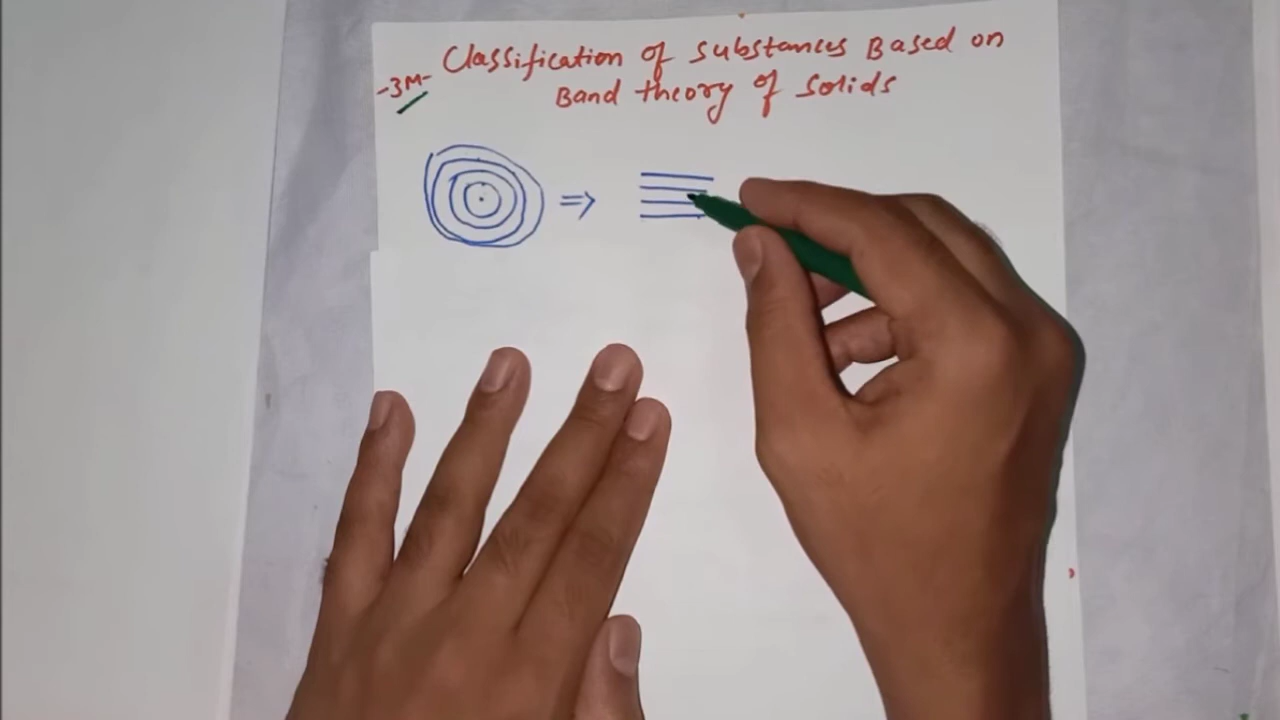 Classification of substances Based on
-3M-
Band theory of solids